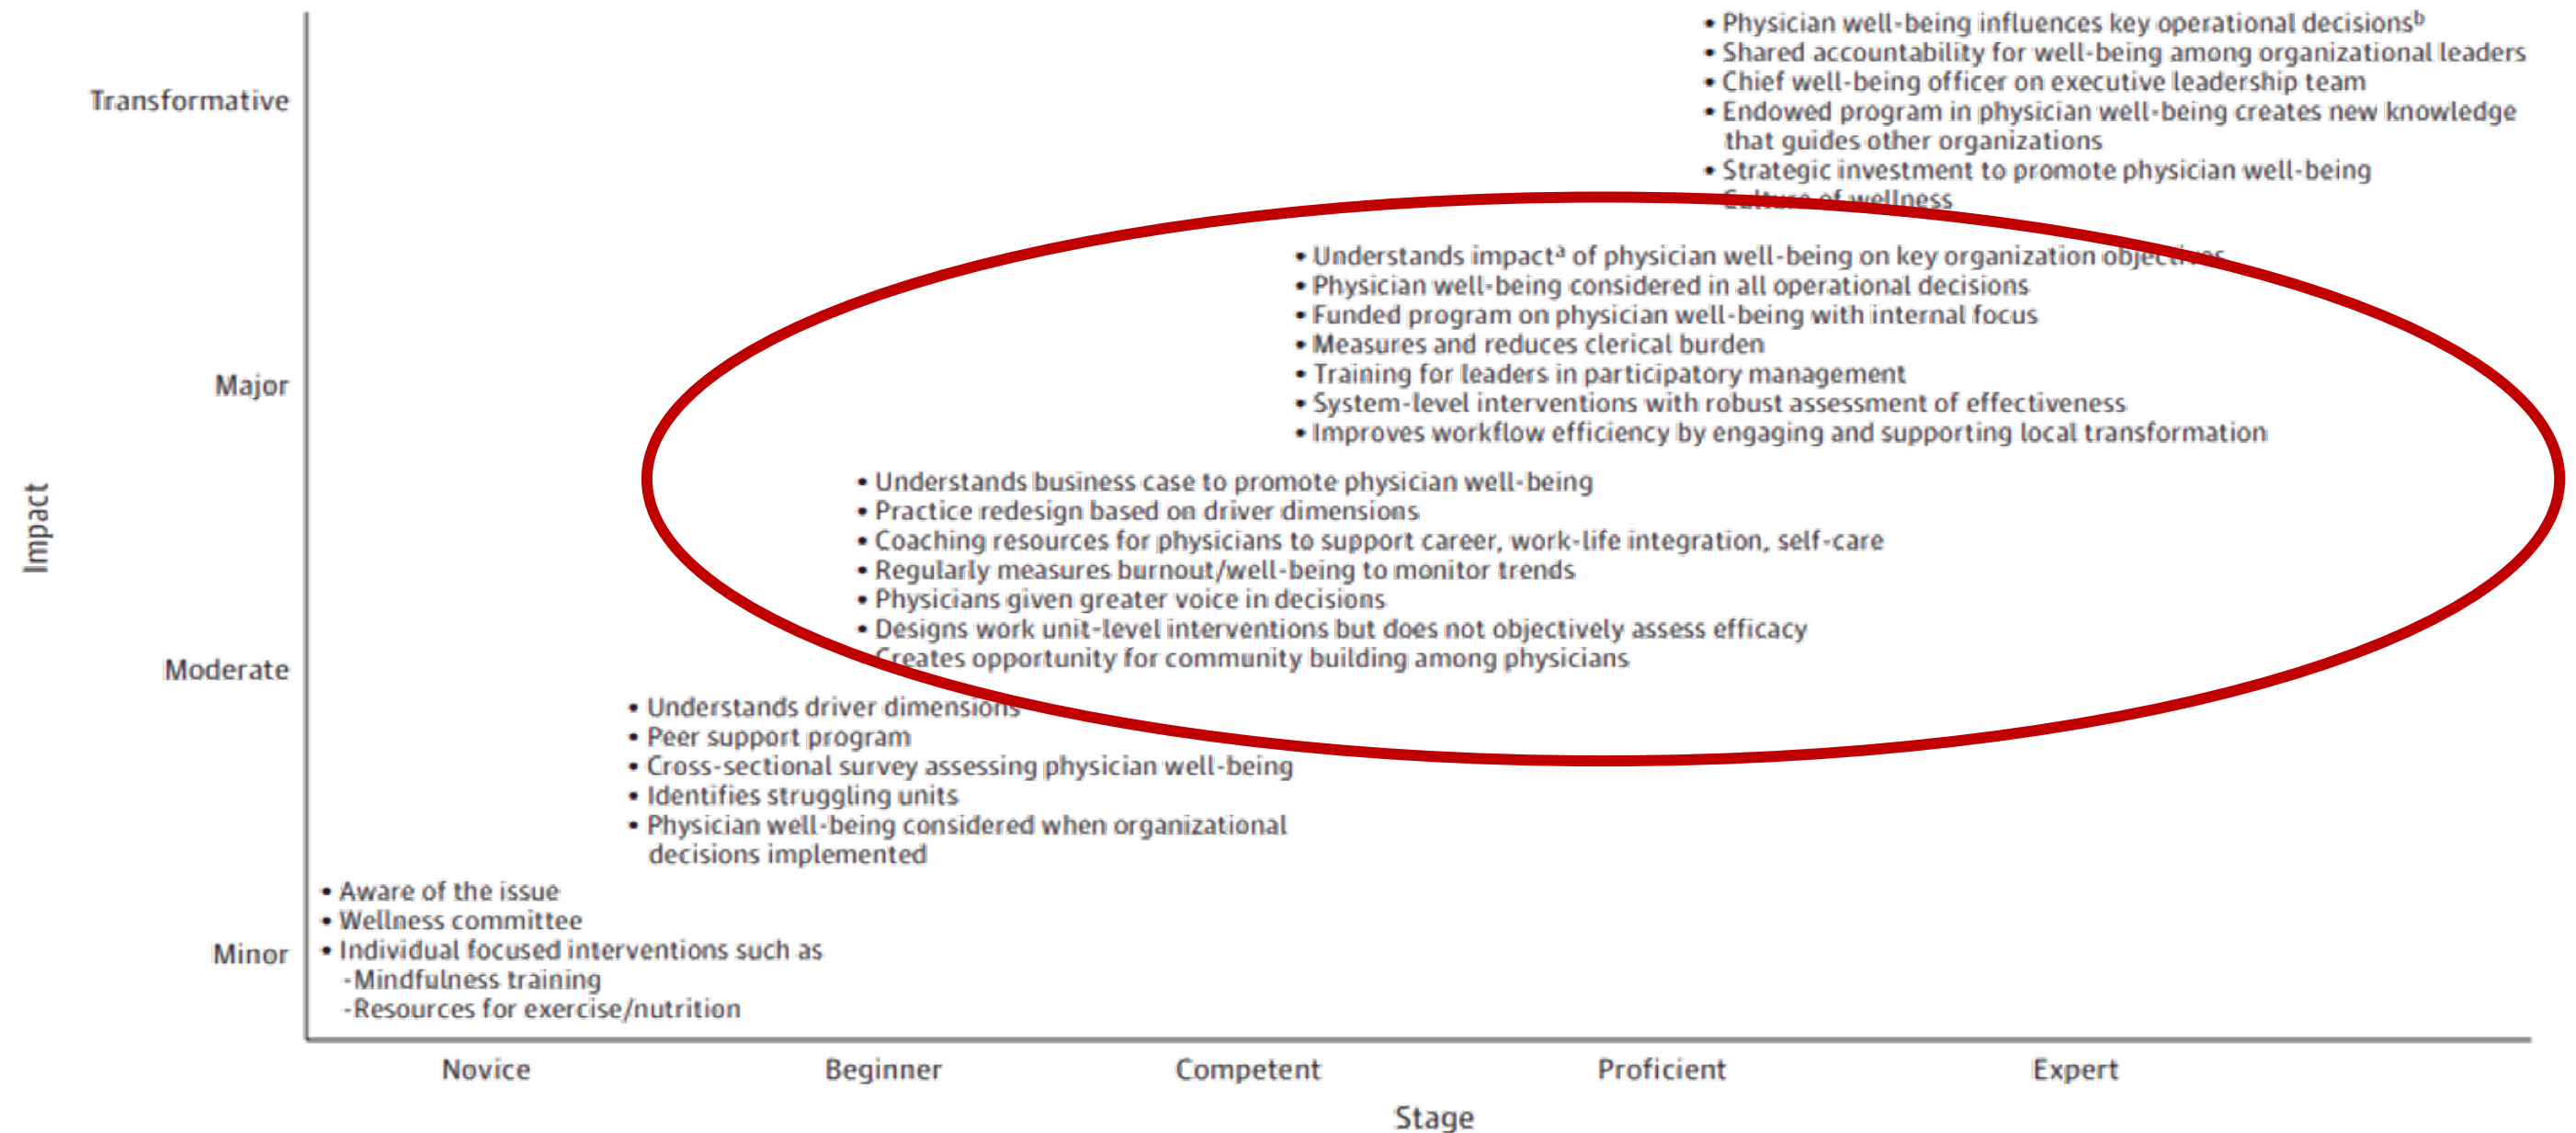 • Physician well-being influences key operational decisionsᵇ
• Shared accountability for well-being among organizational leaders
• Chief well-being officer on executive leadership team
• Endowed program in physician well-being creates new knowledge
that guides other organizations
• Strategic investment to promote physician well-being
Culture of wellness
Transformative
• Understands impactᵃ of physician well-being on key organization objectives
• Physician well-being considered in all operational decisions
• Funded program on physician well-being with internal focus
• Measures and reduces clerical burden
• Training for leaders in participatory management
• System-level interventions with robust assessment of effectiveness
• Improves workflow efficiency by engaging and supporting local transformation
Major
• Understands business case to promote physician well-being
• Practice redesign based on driver dimensions
• Coaching resources for physicians to support career, work-life integration, self-care
• Regularly measures burnout/well-being to monitor trends
• Physicians given greater voice in decisions
• Designs work unit-level interventions but does not objectively assess efficacy
Creates opportunity for community building among physicians
Impact
Moderate
• Understands driver dimensions
• Peer support program
• Cross-sectional survey assessing physician well-being
• Identifies struggling units
• Physician well-being considered when organizational
decisions implemented
• Aware of the issue
• Wellness committee
• Individual focused interventions such as
-Mindfulness training
-Resources for exercise/nutrition
Minor
Novice Beginner Competent Proficient Expert
Stage